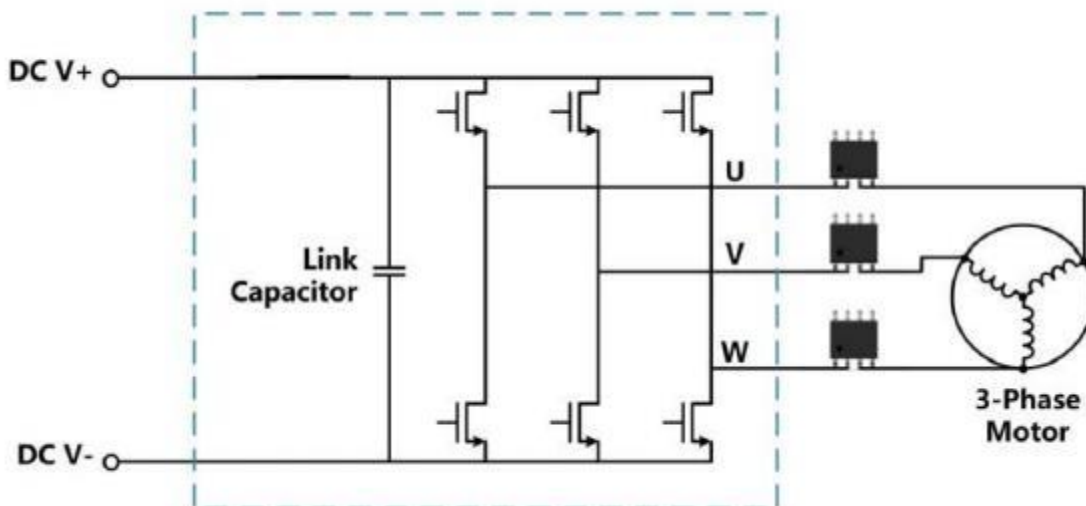 DC V+
U
V
Link
Capacitor
W
3-Phase
Motor
DC V-